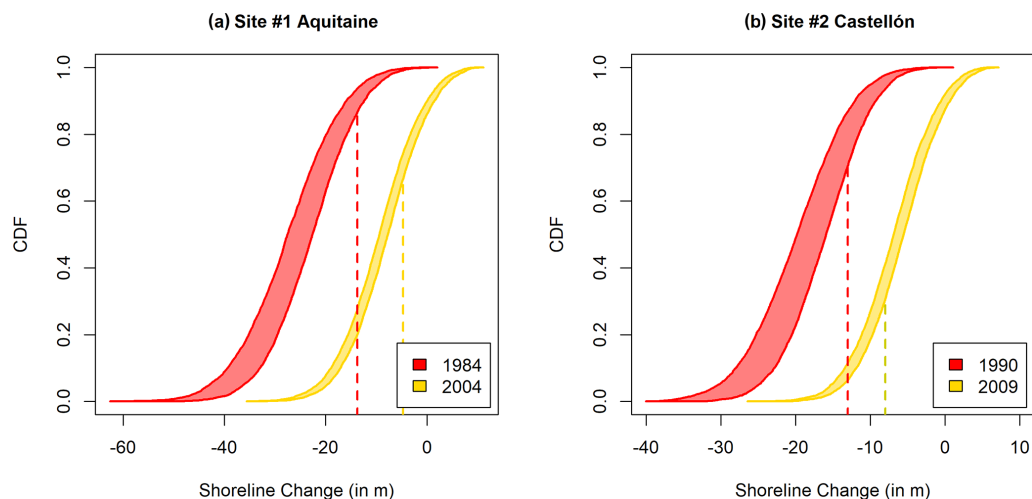 (a) Site #1 Aquitaine
CDF
1.0
0.8
0.6
0.4
0.2
0.0
1984
2004
-60 -40 -20 0
Shoreline Change (in m)
(b) Site #2 Castellón
CDF
1.0
0.8
0.6
0.4
0.2
0.0
1990
2009
-40 -30 -20 -10 0 10
Shoreline Change (in m)